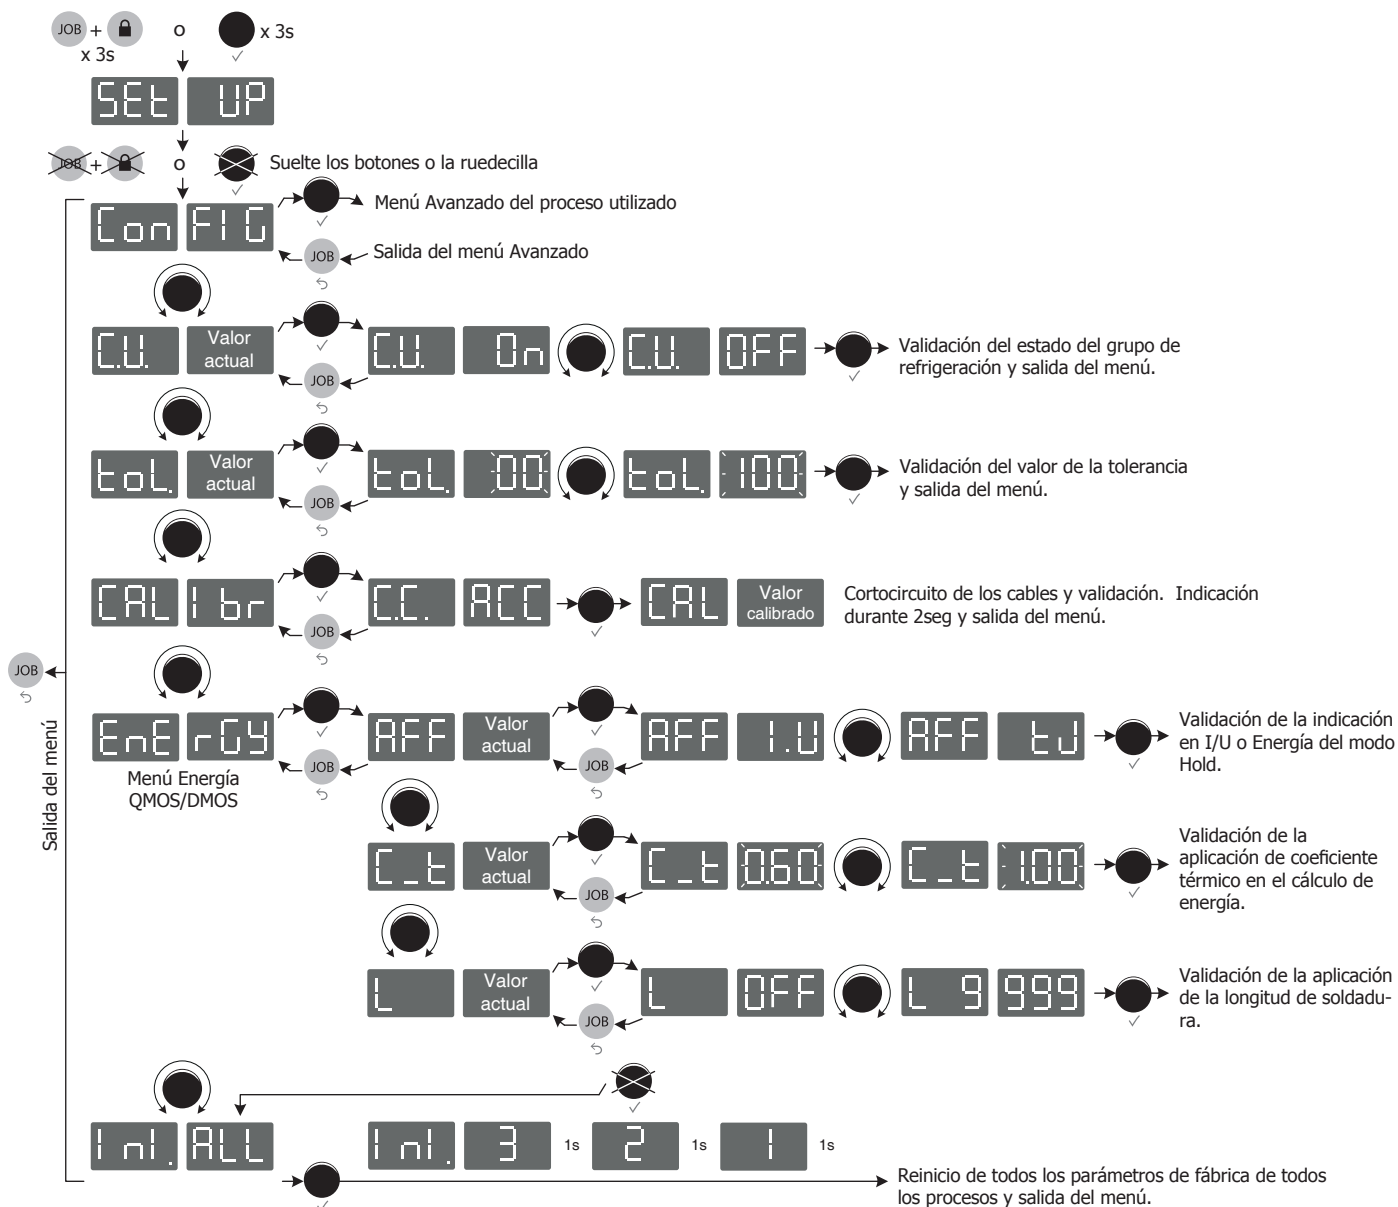 JOB + o x 3s
x 3s
SEt UP
JOB + o Suelte los botones o la ruedecilla
Con FIG Menú Avanzado del proceso utilizado
JOB Salida del menú Avanzado
C.U. Valor actual C.U. On C.U. OFF Validación del estado del grupo de
refrigeración y salida del menú.
JOB
toL. Valor actual toL. 00 toL. 100 Validación del valor de la tolerancia
y salida del menú.
JOB
CAL Ibr C.C. ACC CAL Valor calibrado Cortocircuito de los cables y validación. Indicación
durante 2seg y salida del menú.
JOB
JOB
Salida del menú
EnE rGY AFF Valor actual AFF I.U AFF tJ Validación de la indicación
en I/U o Energía del modo
Hold.
JOB JOB
Menú Energía
QMOS/DMOS
C_t Valor actual C_t 0.60 C_t 1.00 Validación de la
aplicación de coeficiente
térmico en el cálculo de
energía.
JOB
L Valor actual L OFF L 9 999 Validación de la aplicación
de la longitud de soldadu-
ra.
JOB
InI. ALL InI. 3 1s 2 1s 1 1s
Reinicio de todos los parámetros de fábrica de todos
los procesos y salida del menú.